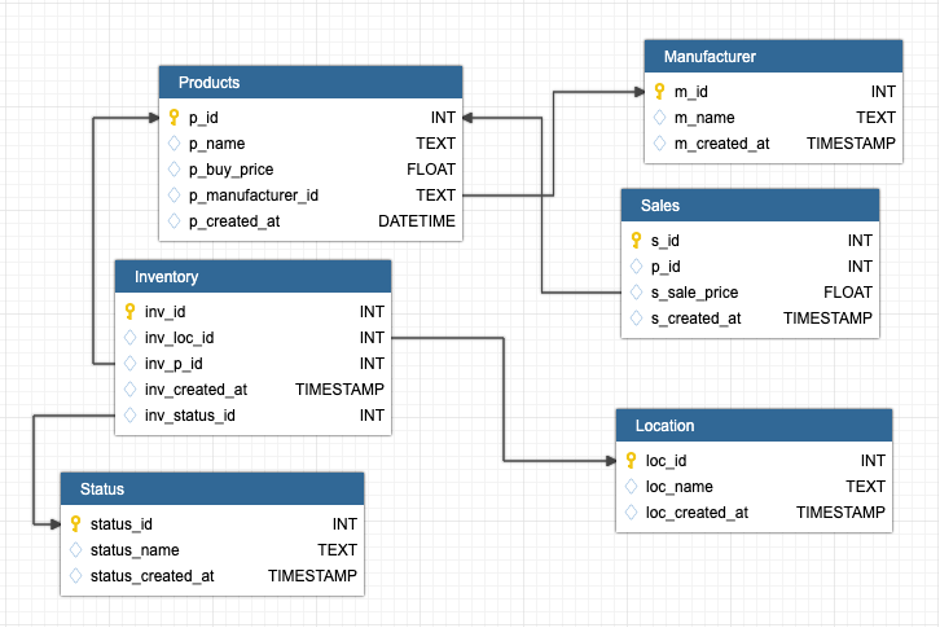 Products
p_id INT
p_name TEXT
p_buy_price FLOAT
p_manufacturer_id TEXT
p_created_at DATETIME
Manufacturer
m_id INT
m_name TEXT
m_created_at TIMESTAMP
Sales
s_id INT
p_id INT
s_sale_price FLOAT
s_created_at TIMESTAMP
Inventory
inv_id INT
inv_loc_id INT
inv_p_id INT
inv_created_at TIMESTAMP
inv_status_id INT
Location
loc_id INT
loc_name TEXT
loc_created_at TIMESTAMP
Status
status_id INT
status_name TEXT
status_created_at TIMESTAMP